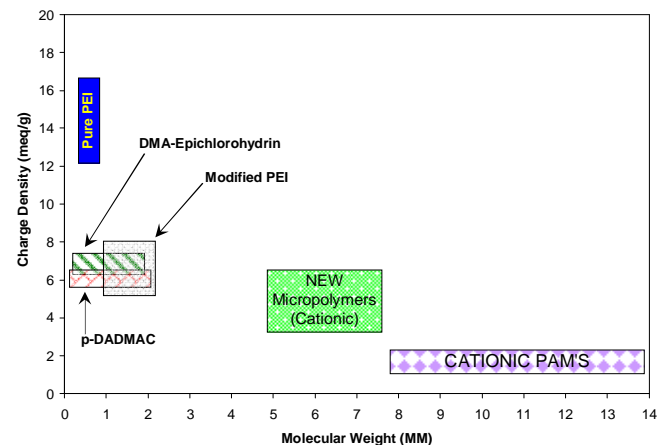 20
18
16
14
12
10
8
6
4
2
0
Charge Density (meq/g)
Pure PEI
DMA-Epichlorohydrin
Modified PEI
p-DADMAC
NEW
Micropolymers
(Cationic)
CATIONIC PAM'S
0 1 2 3 4 5 6 7 8 9 10 11 12 13 14
Molecular Weight (MM)